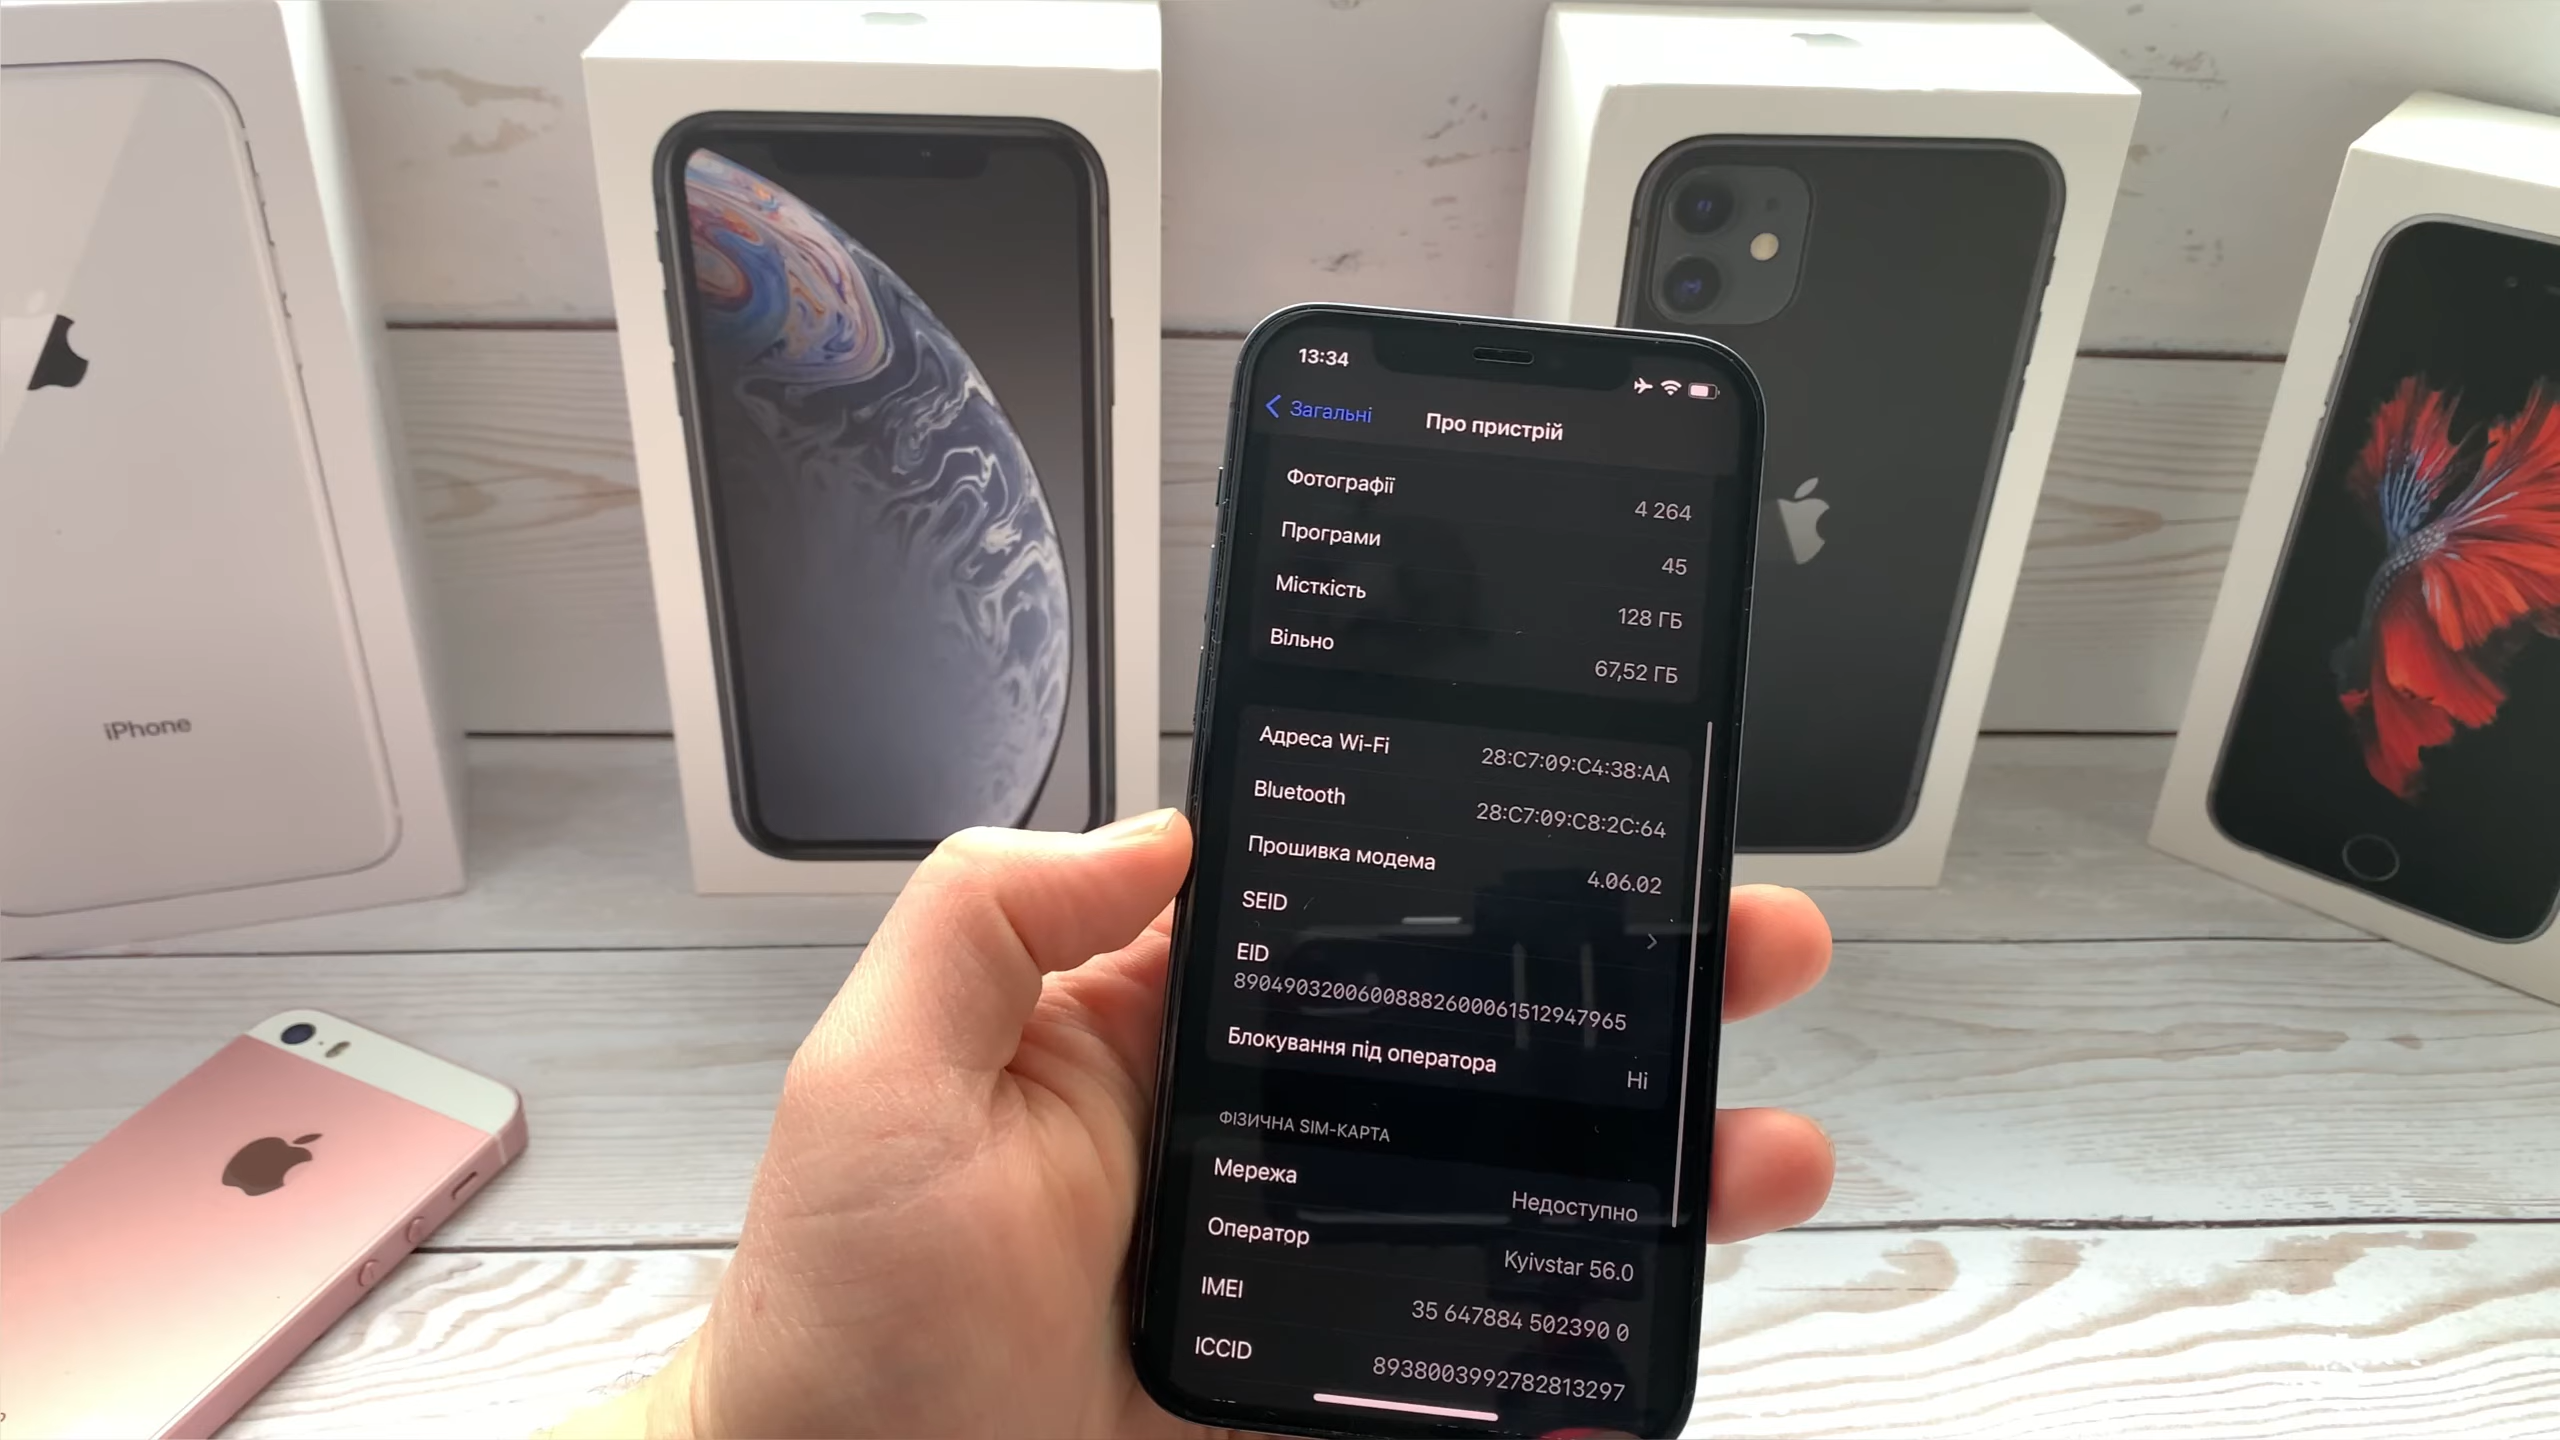 iPhone
13:34
Загальні
Про пристрій
Фотографії 4 264
Програми 45
Місткість 128 ГБ
Вільно 67,52 ГБ
Адреса Wi-Fi 28:C7:09:C4:38:AA
Bluetooth 28:C7:09:C8:2C:64
Прошивка модема 4.06.02
SEID
EID
89049032006008882600061512947965
Блокування під оператора Ні
ФІЗИЧНА SIM-КАРТА
Мережа Недоступно
Оператор Kyivstar 56.0
IMEI 35 647884 502390 0
ICCID 8938003992782813297